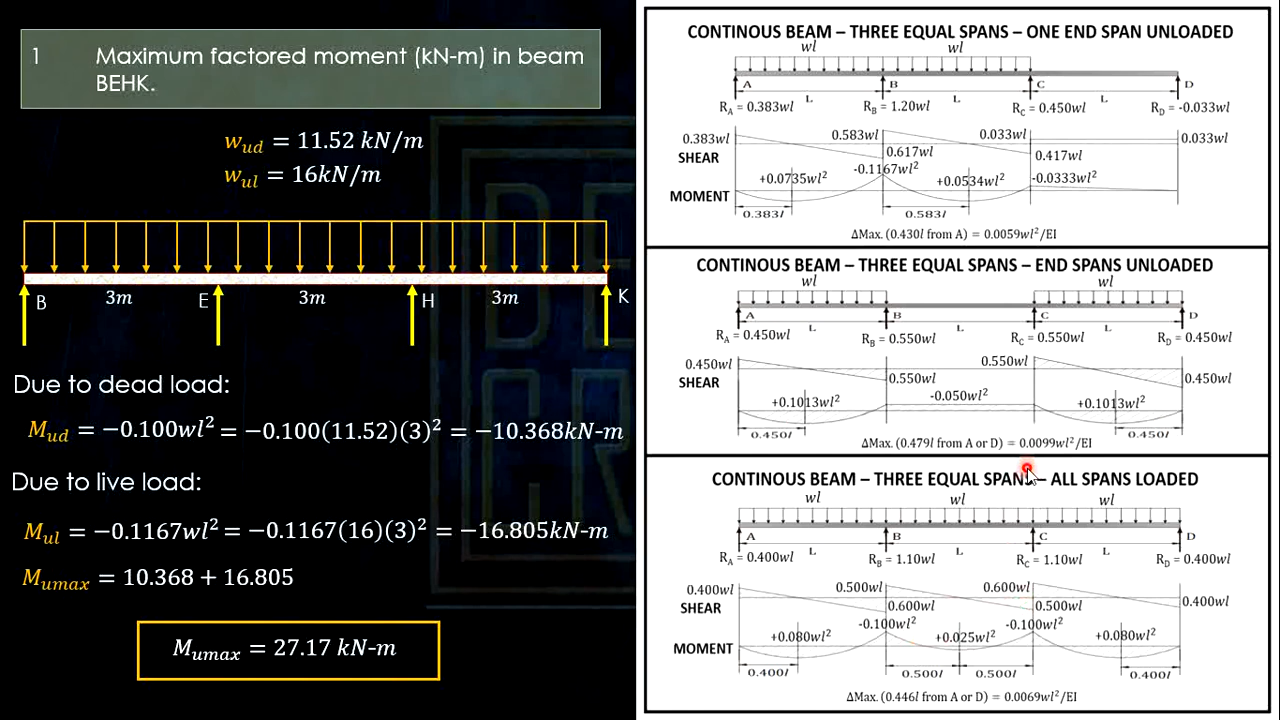 1 Maximum factored moment (kN-m) in beam
BEHK.
w_ud = 11.52 kN/m
w_ul = 16kN/m
B 3m E 3m H 3m K
Due to dead load:
M_ud = −0.100wl² = −0.100(11.52)(3)² = −10.368kN-m
Due to live load:
M_ul = −0.1167wl² = −0.1167(16)(3)² = −16.805kN-m
M_umax = 10.368 + 16.805
M_umax = 27.17 kN-m
CONTINOUS BEAM – THREE EQUAL SPANS – ONE END SPAN UNLOADED
wl wl
A B C D
L L L
R_A = 0.383wl R_B = 1.20wl R_C = 0.450wl R_D = -0.033wl
0.383wl 0.583wl 0.033wl 0.033wl
SHEAR 0.617wl 0.417wl
+0.0735wl² -0.1167wl² +0.0534wl² -0.0333wl²
MOMENT
0.383l 0.583l
ΔMax. (0.430l from A) = 0.0059wl²/EI
CONTINOUS BEAM – THREE EQUAL SPANS – END SPANS UNLOADED
wl wl
A B C D
L L L
R_A = 0.450wl R_B = 0.550wl R_C = 0.550wl R_D = 0.450wl
0.450wl 0.550wl
SHEAR 0.550wl 0.450wl
+0.1013wl² -0.050wl² +0.1013wl²
0.450l 0.450l
ΔMax. (0.479l from A or D) = 0.0099wl²/EI
CONTINOUS BEAM – THREE EQUAL SPANS – ALL SPANS LOADED
wl wl wl
A B C D
L L L
R_A = 0.400wl R_B = 1.10wl R_C = 1.10wl R_D = 0.400wl
0.400wl 0.500wl 0.600wl 0.400wl
SHEAR 0.600wl 0.500wl
-0.100wl² -0.100wl²
+0.080wl² +0.025wl² +0.080wl²
MOMENT
0.400l 0.500l 0.500l 0.400l
ΔMax. (0.446l from A or D) = 0.0069wl²/EI